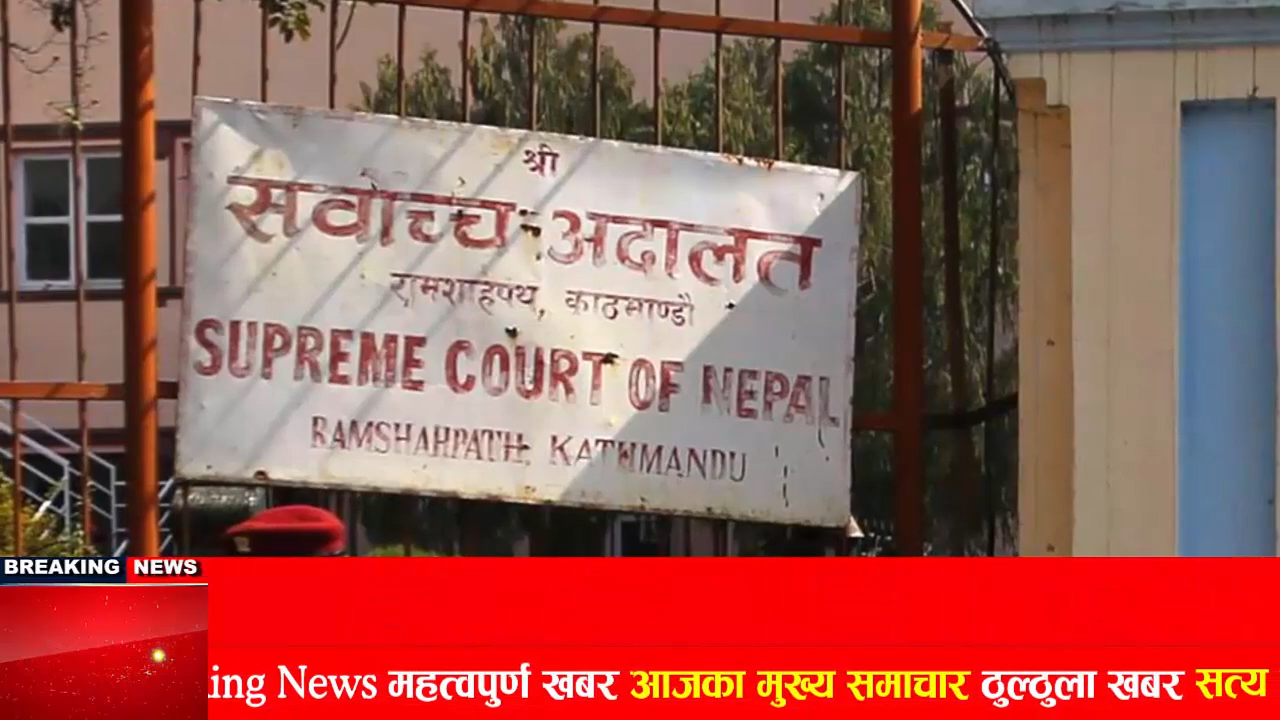 श्री
सर्वोच्च अदालत
रामशाहपथ, काठमाण्डौ
SUPREME COURT OF NEPAL
RAMSHAHPATH, KATHMANDU
BREAKING NEWS
ing News महत्वपुर्ण खबर आजका मुख्य समाचार ठुल्ठुला खबर सत्य